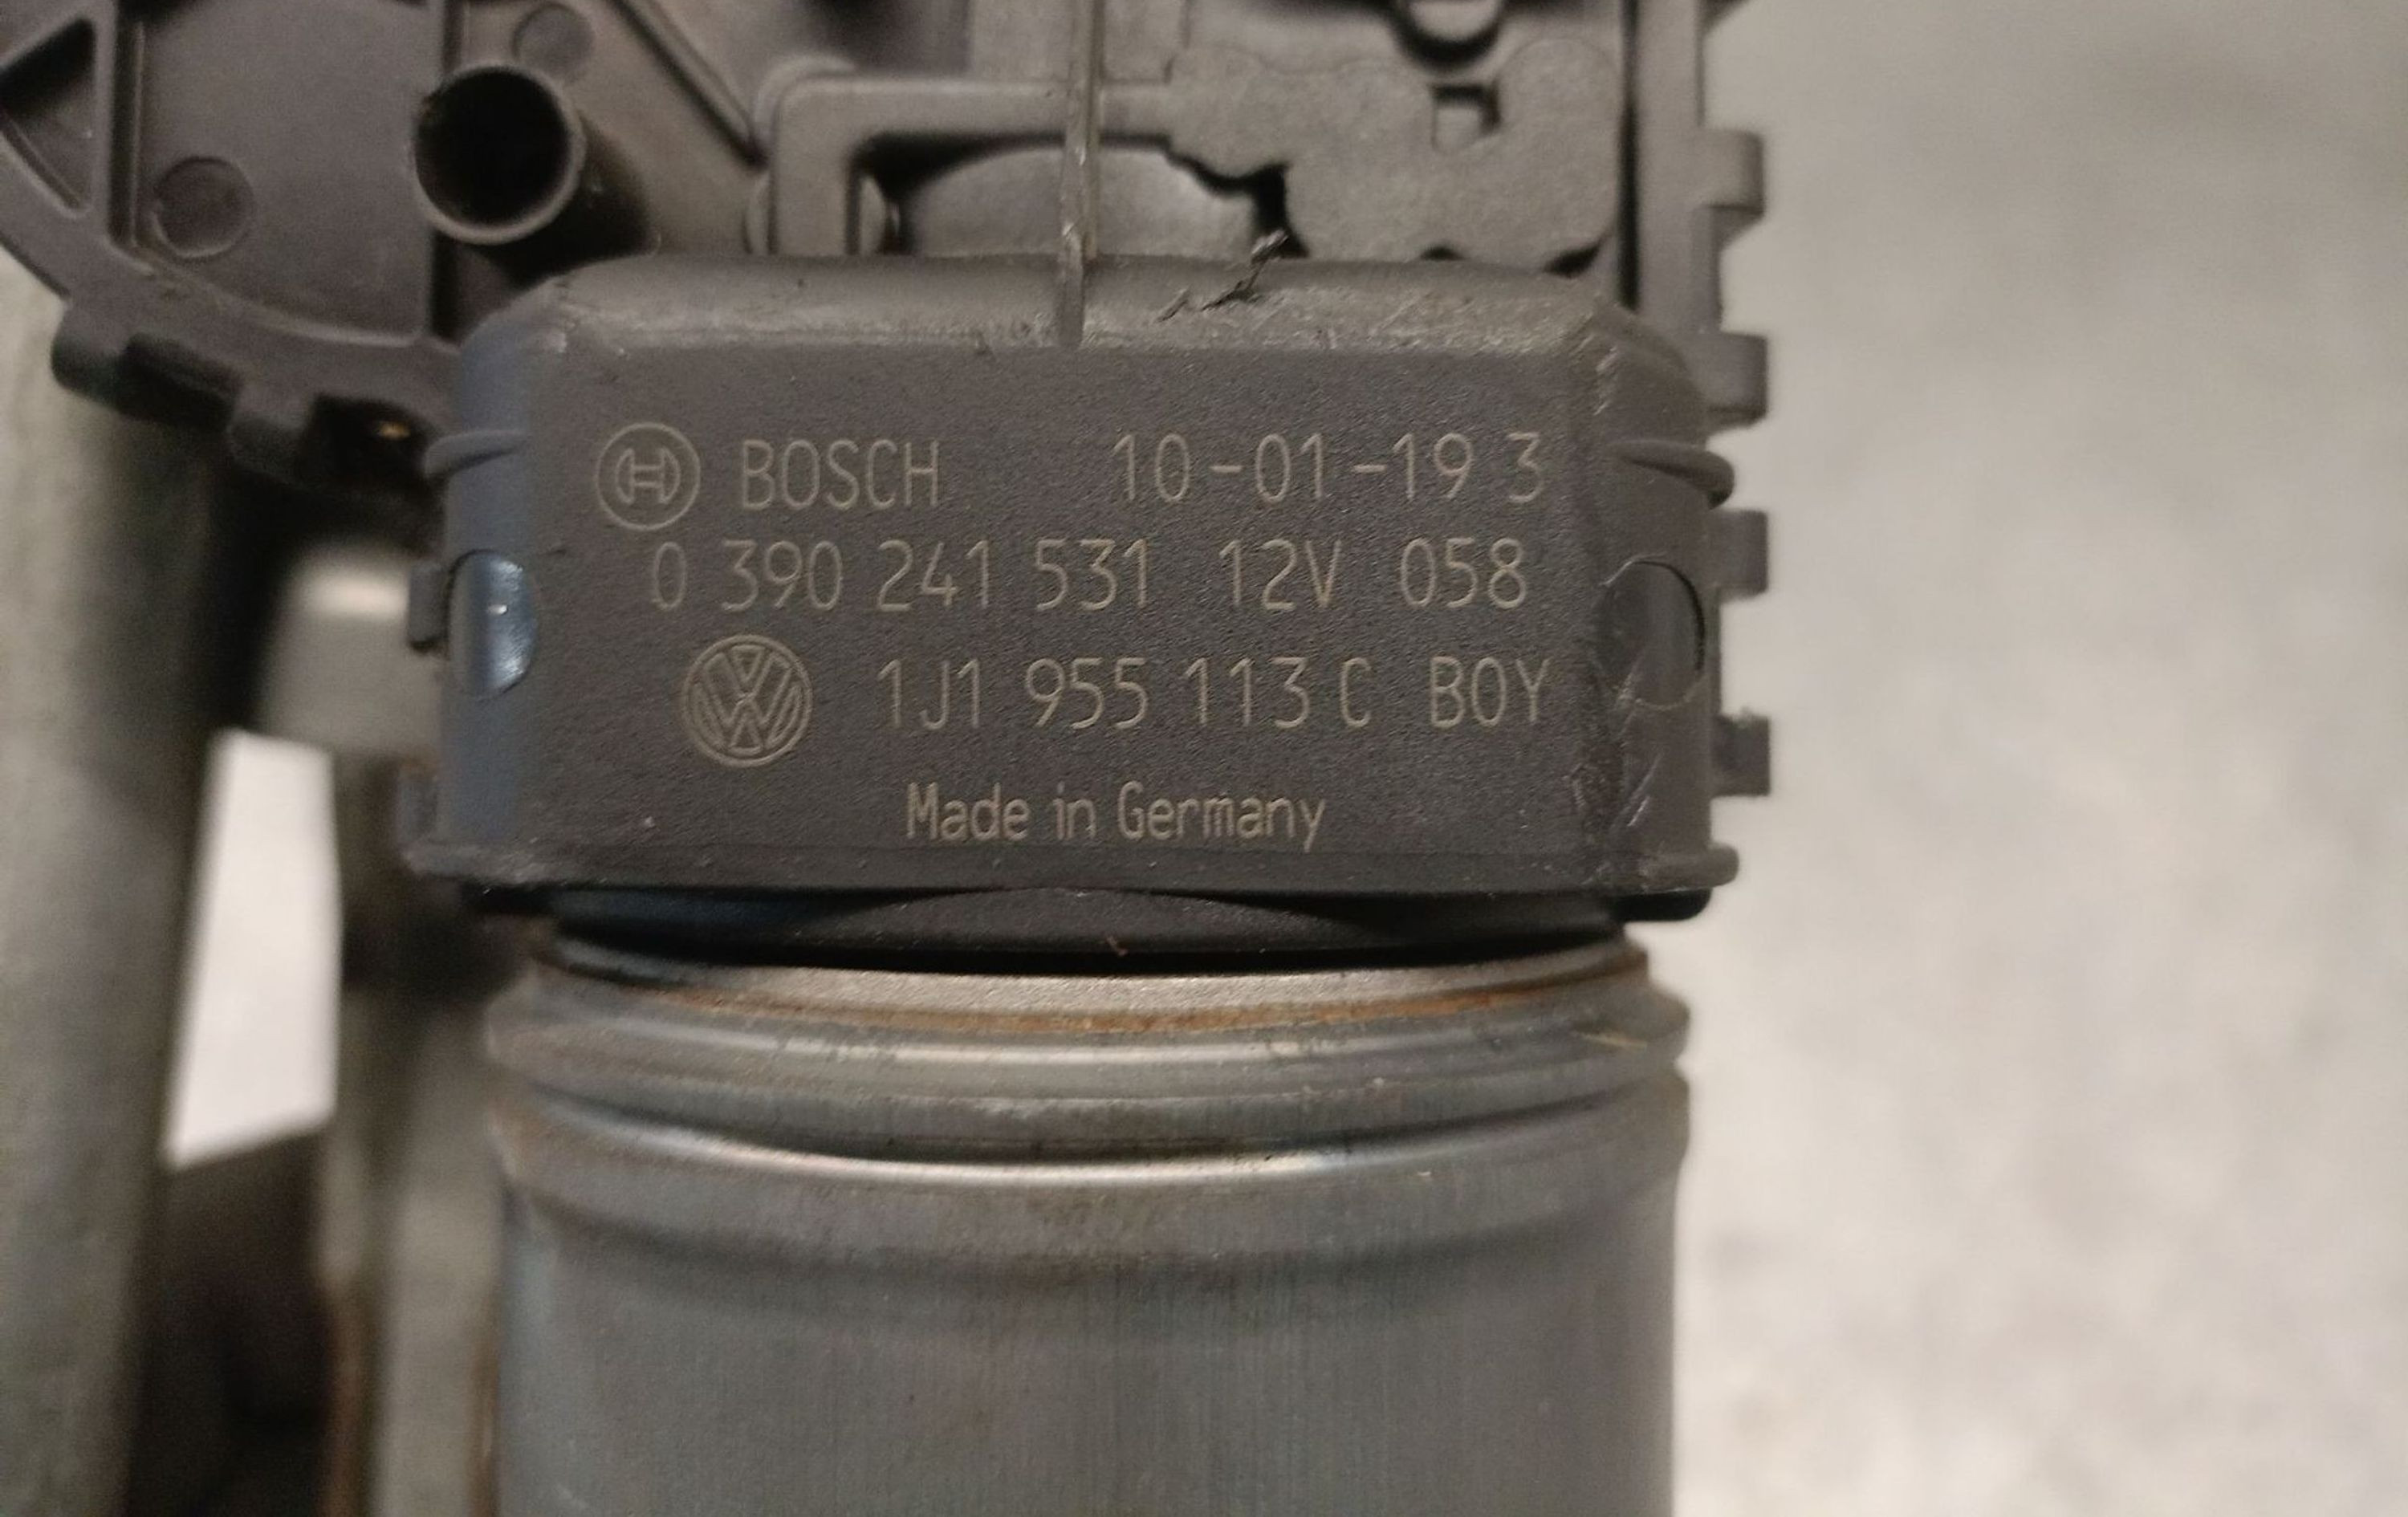 BOSCH 10-01-19 3
0 390 241 531 12V 058
1J1 955 113 C BOY
Made in Germany